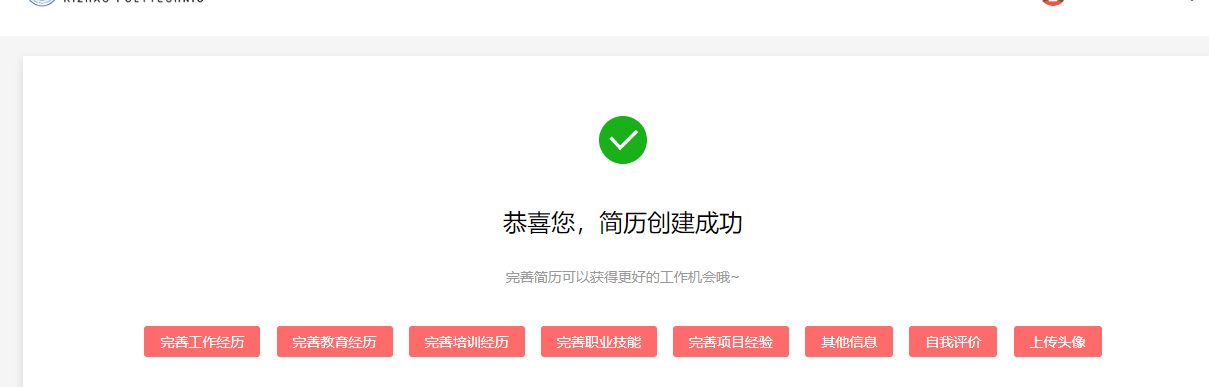 RIZHAO POLYTECHNIC
恭喜您，简历创建成功
完善简历可以获得更好的工作机会哦~
完善工作经历 完善教育经历 完善培训经历 完善职业技能 完善项目经验 其他信息 自我评价 上传头像